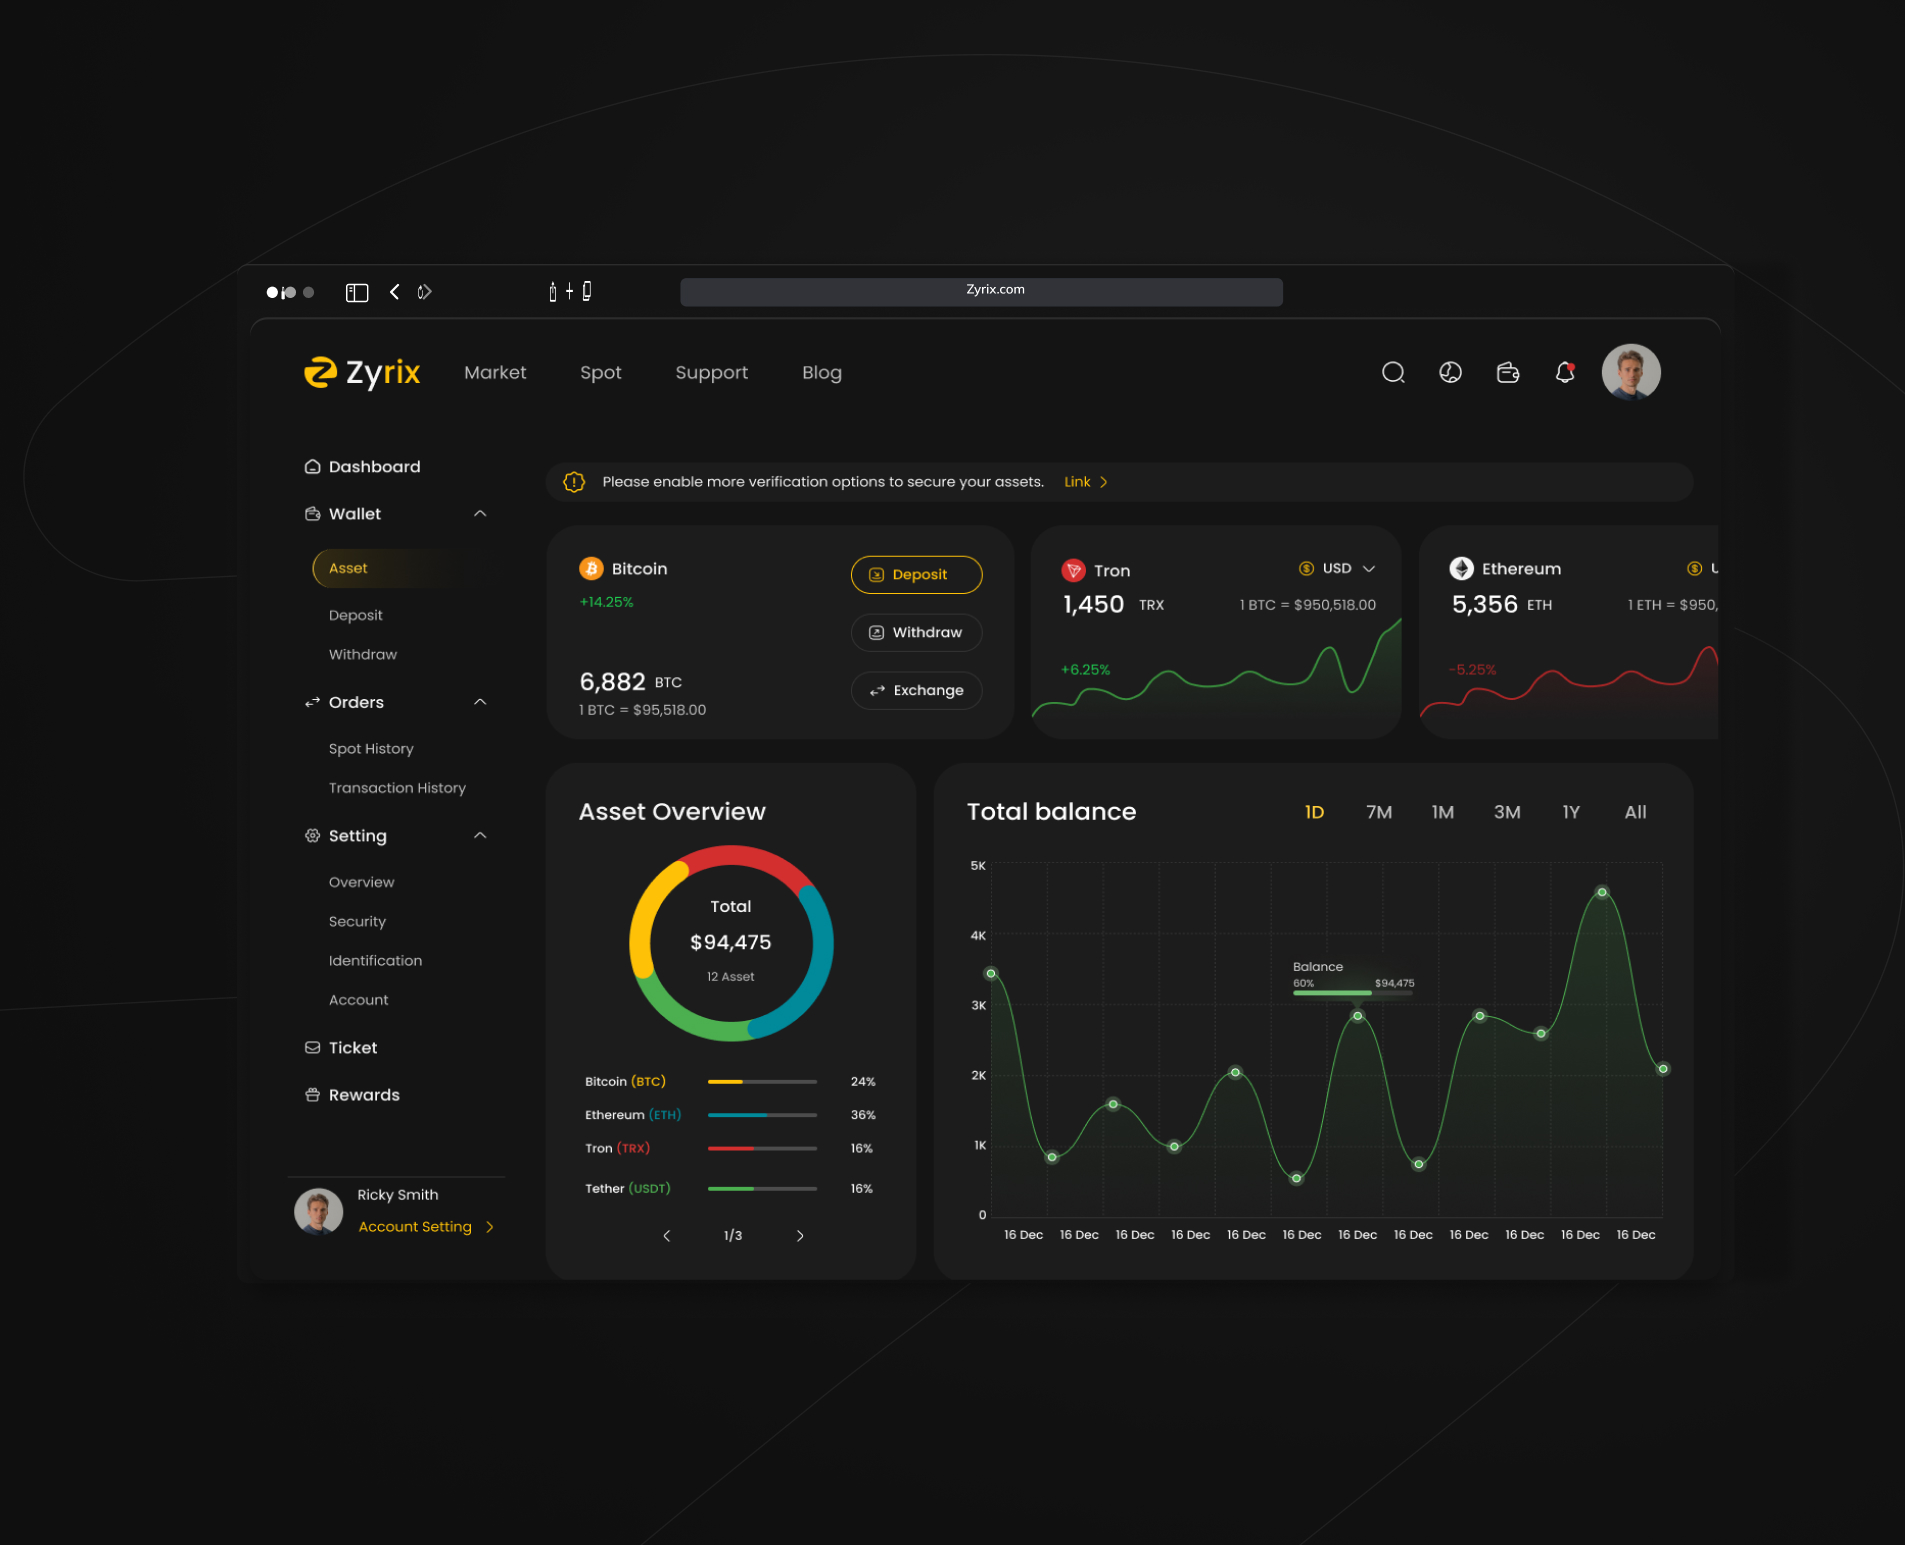 Zyrix.com
Zyrix
Market
Spot
Support
Blog
Dashboard
Wallet
Asset
Deposit
Withdraw
Orders
Spot History
Transaction History
Setting
Overview
Security
Identification
Account
Ticket
Rewards
Ricky Smith
Account Setting
Please enable more verification options to secure your assets. Link
Bitcoin
+14.25%
6,882 BTC
1 BTC = $95,518.00
Deposit
Withdraw
Exchange
Tron
USD
1,450 TRX
1 BTC = $950,518.00
+6.25%
Ethereum
U
5,356 ETH
1 ETH = $950,
-5.25%
Asset Overview
Total
$94,475
12 Asset
Bitcoin (BTC) 24%
Ethereum (ETH) 36%
Tron (TRX) 16%
Tether (USDT) 16%
1/3
Total balance
1D 7M 1M 3M 1Y All
5K
4K
3K
2K
1K
0
Balance
60% $94,475
16 Dec 16 Dec 16 Dec 16 Dec 16 Dec 16 Dec 16 Dec 16 Dec 16 Dec 16 Dec 16 Dec 16 Dec